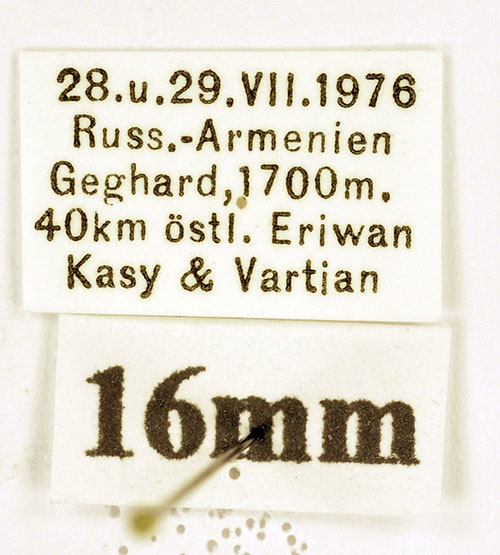 28.u.29.VII.1976
Russ.-Armenien
Geghard, 1700m.
40km östl. Eriwan
Kasy & Vartian
16mm